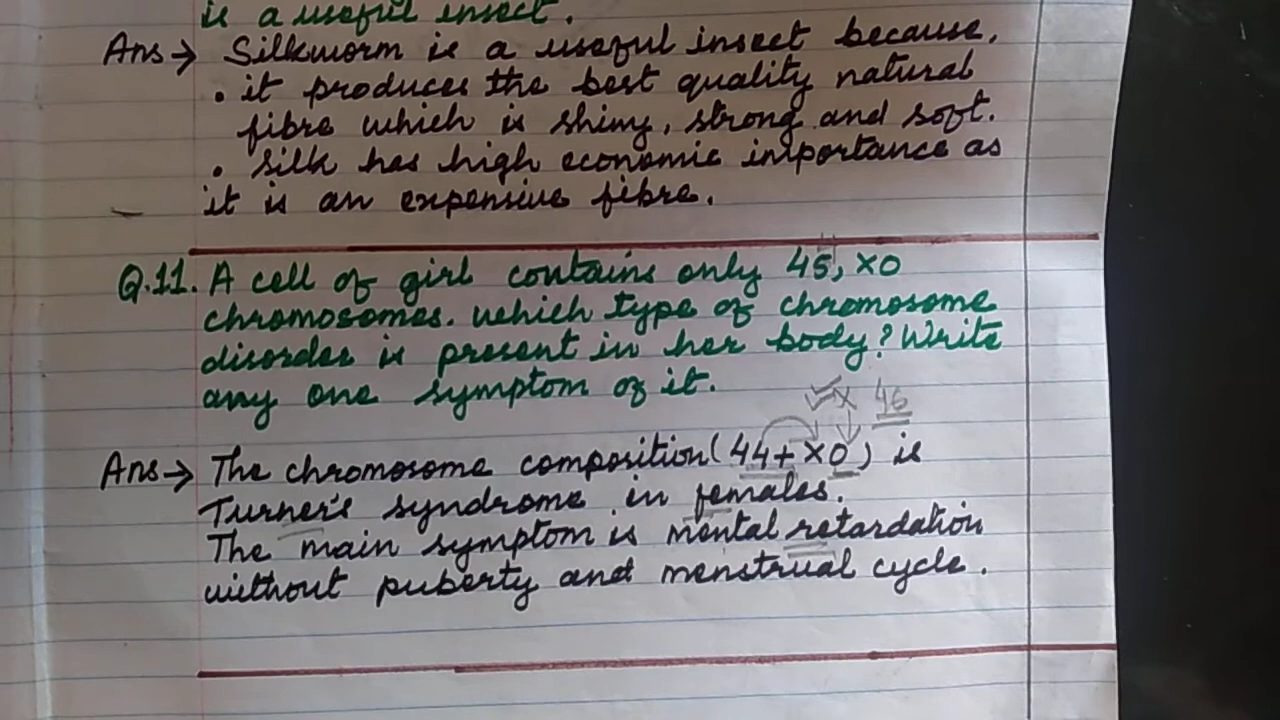 is a useful insect.
Ans → Silkworm is a useful insect because,
• it produces the best quality natural
fibre which is shiny, strong and soft.
• Silk has high economic importance as
it is an expensive fibre.
Q.11. A cell of girl contains only 45, XO
chromosomes. which type of chromosome
disorder is present in her body? Write
any one symptom of it.
X 46
Ans → The chromosome composition (44+XO) is
Turner's syndrome in females.
The main symptom is mental retardation
without puberty and menstrual cycle.